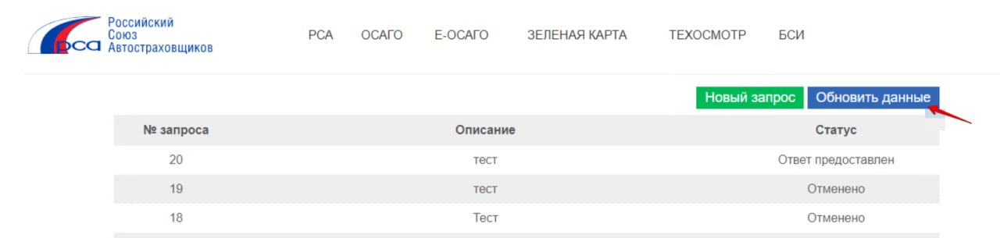 Российский
Союз
Автостраховщиков
рса
РСА ОСАГО Е-ОСАГО ЗЕЛЕНАЯ КАРТА ТЕХОСМОТР БСИ
Новый запрос Обновить данные
№ запроса Описание Статус
20 тест Ответ предоставлен
19 тест Отменено
18 Тест Отменено